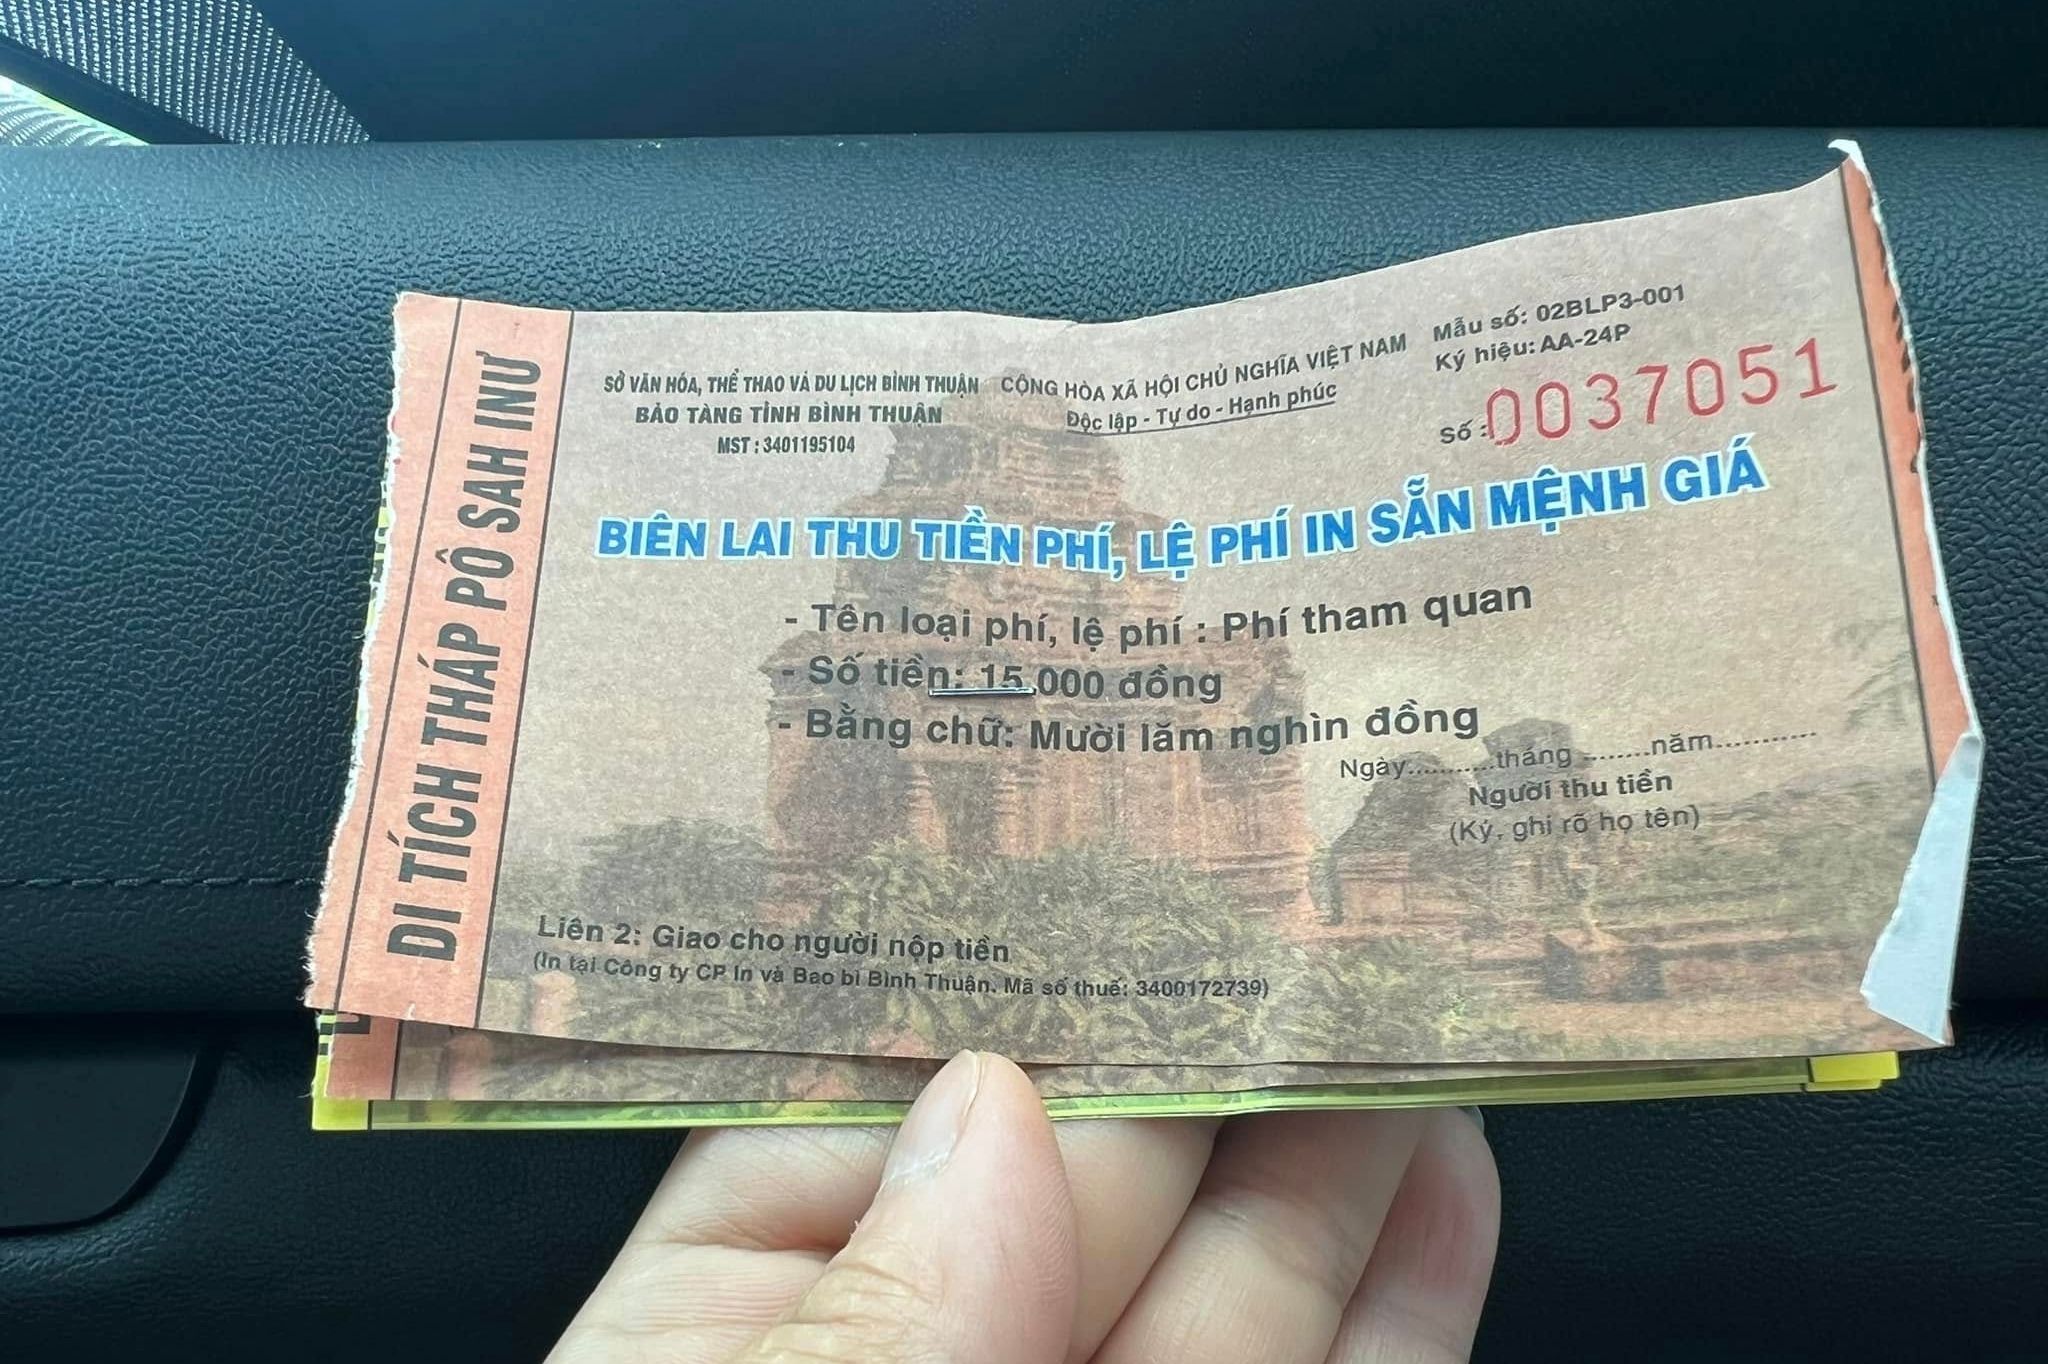 DI TÍCH THÁP PÔ SAH INƯ
SỞ VĂN HÓA, THỂ THAO VÀ DU LỊCH BÌNH THUẬN
BẢO TÀNG TỈNH BÌNH THUẬN
MST : 3401195104
CỘNG HÒA XÃ HỘI CHỦ NGHĨA VIỆT NAM
Độc lập - Tự do - Hạnh phúc
Mẫu số: 02BLP3-001
Ký hiệu: AA-24P
Số : 0037051
BIÊN LAI THU TIỀN PHÍ, LỆ PHÍ IN SẴN MỆNH GIÁ
- Tên loại phí, lệ phí : Phí tham quan
- Số tiền: 15.000 đồng
- Bằng chữ: Mười lăm nghìn đồng
Ngày...........tháng ........năm............
Người thu tiền
(Ký, ghi rõ họ tên)
Liên 2: Giao cho người nộp tiền
(In tại Công ty CP In và Bao bì Bình Thuận. Mã số thuế: 3400172739)